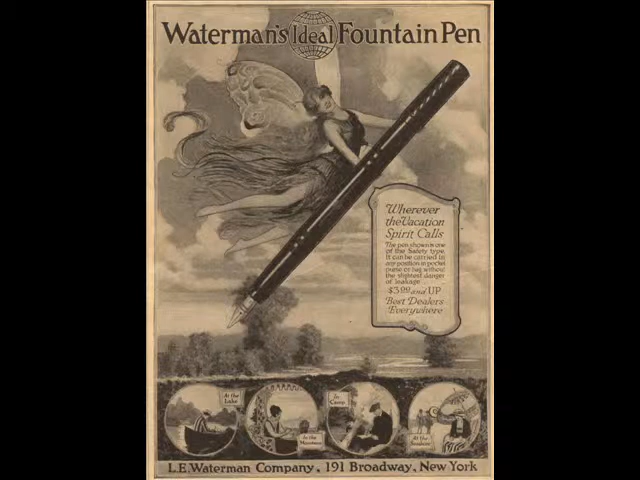 Waterman's Ideal Fountain Pen
Wherever
the Vacation
Spirit Calls
The pen shown is one
of the Safety type.
It can be carried in
any position in pocket
purse or bag without
the slightest danger
of leakage.
$3.00 and UP
Best Dealers
Everywhere
At the
Lake
In the
Mountains
In
Camp
At the
Seashore
L.E. Waterman Company, 191 Broadway, New York